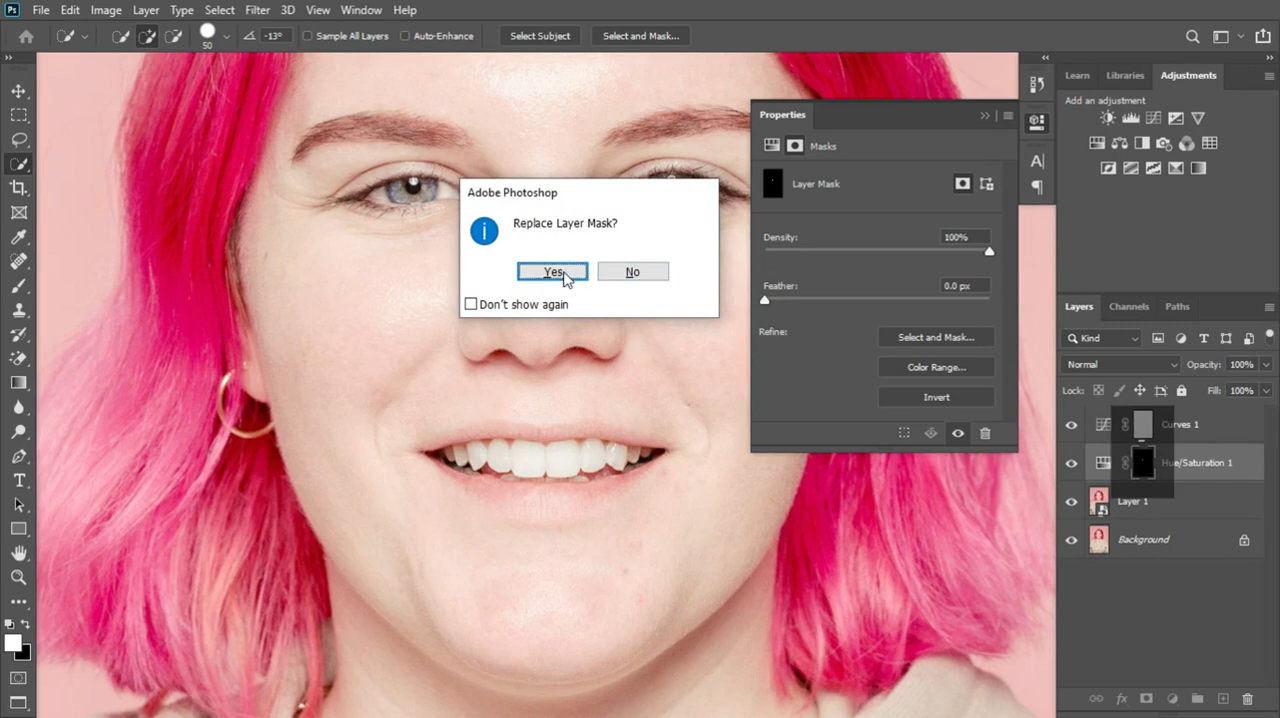 Ps File Edit Image Layer Type Select Filter 3D View Window Help
50 -13° Sample All Layers Auto-Enhance Select Subject Select and Mask...
Learn Libraries Adjustments
Add an adjustment
Properties
Masks
Layer Mask
Density: 100%
Feather: 0.0 px
Refine: Select and Mask...
Color Range...
Invert
Adobe Photoshop
Replace Layer Mask?
Yes No
Don't show again
Layers Channels Paths
Kind
Normal Opacity: 100%
Lock: Fill: 100%
Curves 1
Hue/Saturation 1
Layer 1
Background